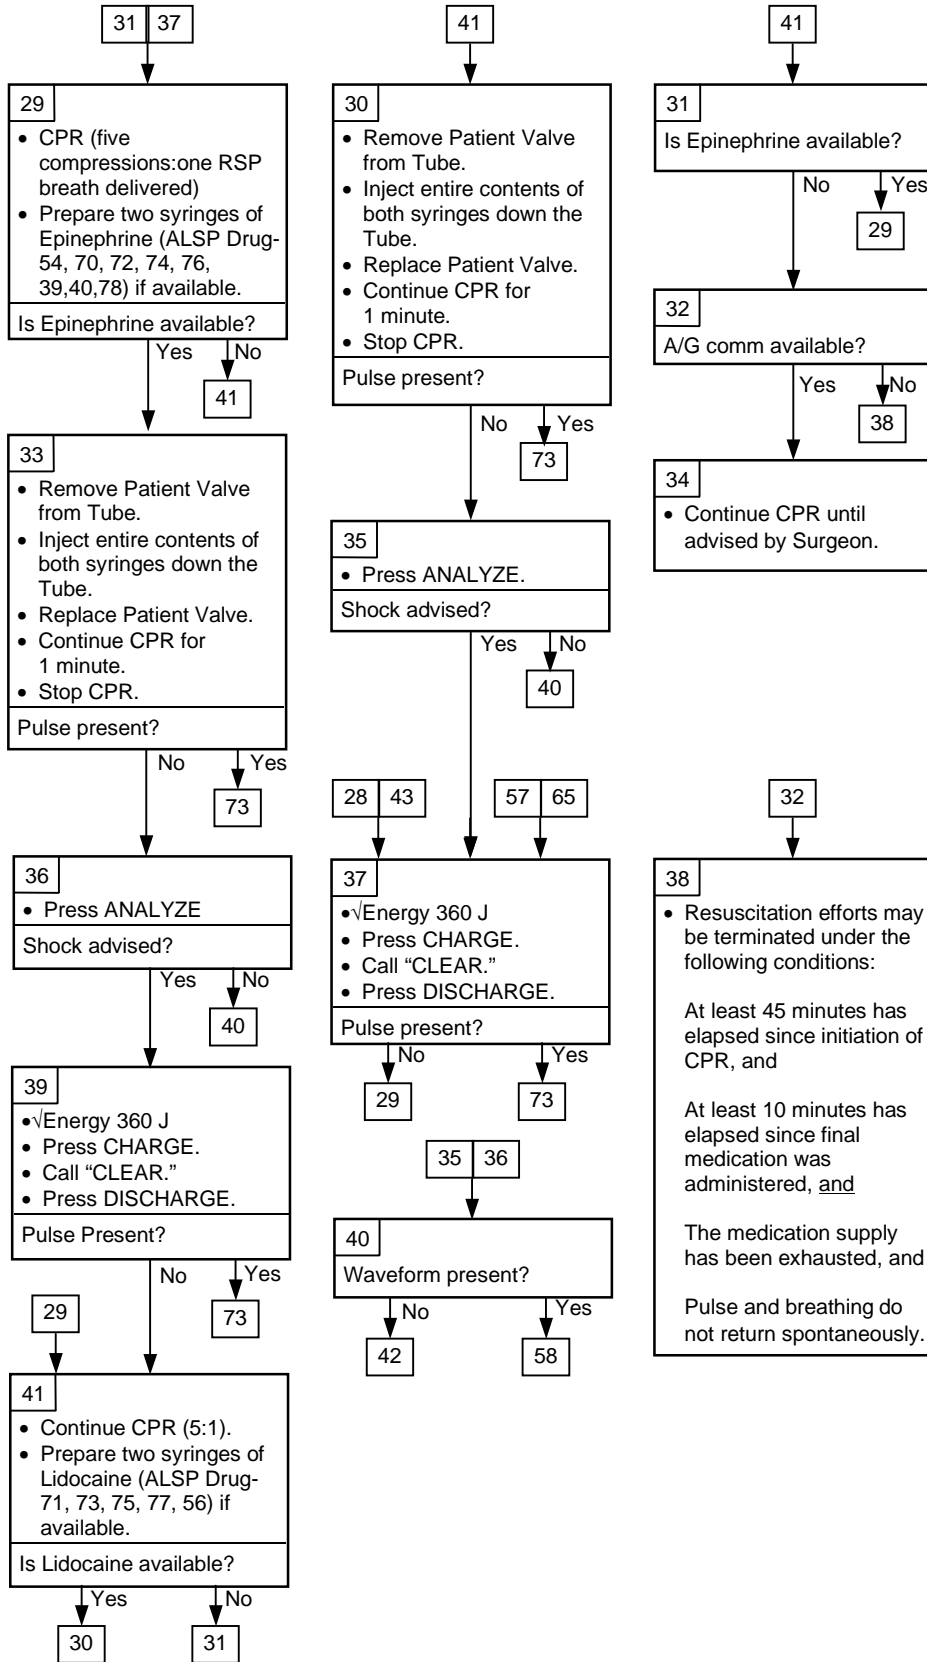 31 37
29
• CPR (five
compressions:one RSP
breath delivered)
• Prepare two syringes of
Epinephrine (ALSP Drug-
54, 70, 72, 74, 76,
39,40,78) if available.
Is Epinephrine available?
Yes No
41
33
• Remove Patient Valve
from Tube.
• Inject entire contents of
both syringes down the
Tube.
• Replace Patient Valve.
• Continue CPR for
1 minute.
• Stop CPR.
Pulse present?
No Yes
73
36
• Press ANALYZE
Shock advised?
Yes No
40
39
•√Energy 360 J
• Press CHARGE.
• Call “CLEAR.”
• Press DISCHARGE.
Pulse Present?
No Yes
73
29
41
• Continue CPR (5:1).
• Prepare two syringes of
Lidocaine (ALSP Drug-
71, 73, 75, 77, 56) if
available.
Is Lidocaine available?
Yes No
30 31
41
30
• Remove Patient Valve
from Tube.
• Inject entire contents of
both syringes down the
Tube.
• Replace Patient Valve.
• Continue CPR for
1 minute.
• Stop CPR.
Pulse present?
No Yes
73
35
• Press ANALYZE.
Shock advised?
Yes No
40
28 43 57 65
37
•√Energy 360 J
• Press CHARGE.
• Call “CLEAR.”
• Press DISCHARGE.
Pulse present?
No Yes
29 73
35 36
40
Waveform present?
No Yes
42 58
41
31
Is Epinephrine available?
No Yes
29
32
A/G comm available?
Yes No
38
34
• Continue CPR until
advised by Surgeon.
32
38
• Resuscitation efforts may
be terminated under the
following conditions:
At least 45 minutes has
elapsed since initiation of
CPR, and
At least 10 minutes has
elapsed since final
medication was
administered, and
The medication supply
has been exhausted, and
Pulse and breathing do
not return spontaneously.